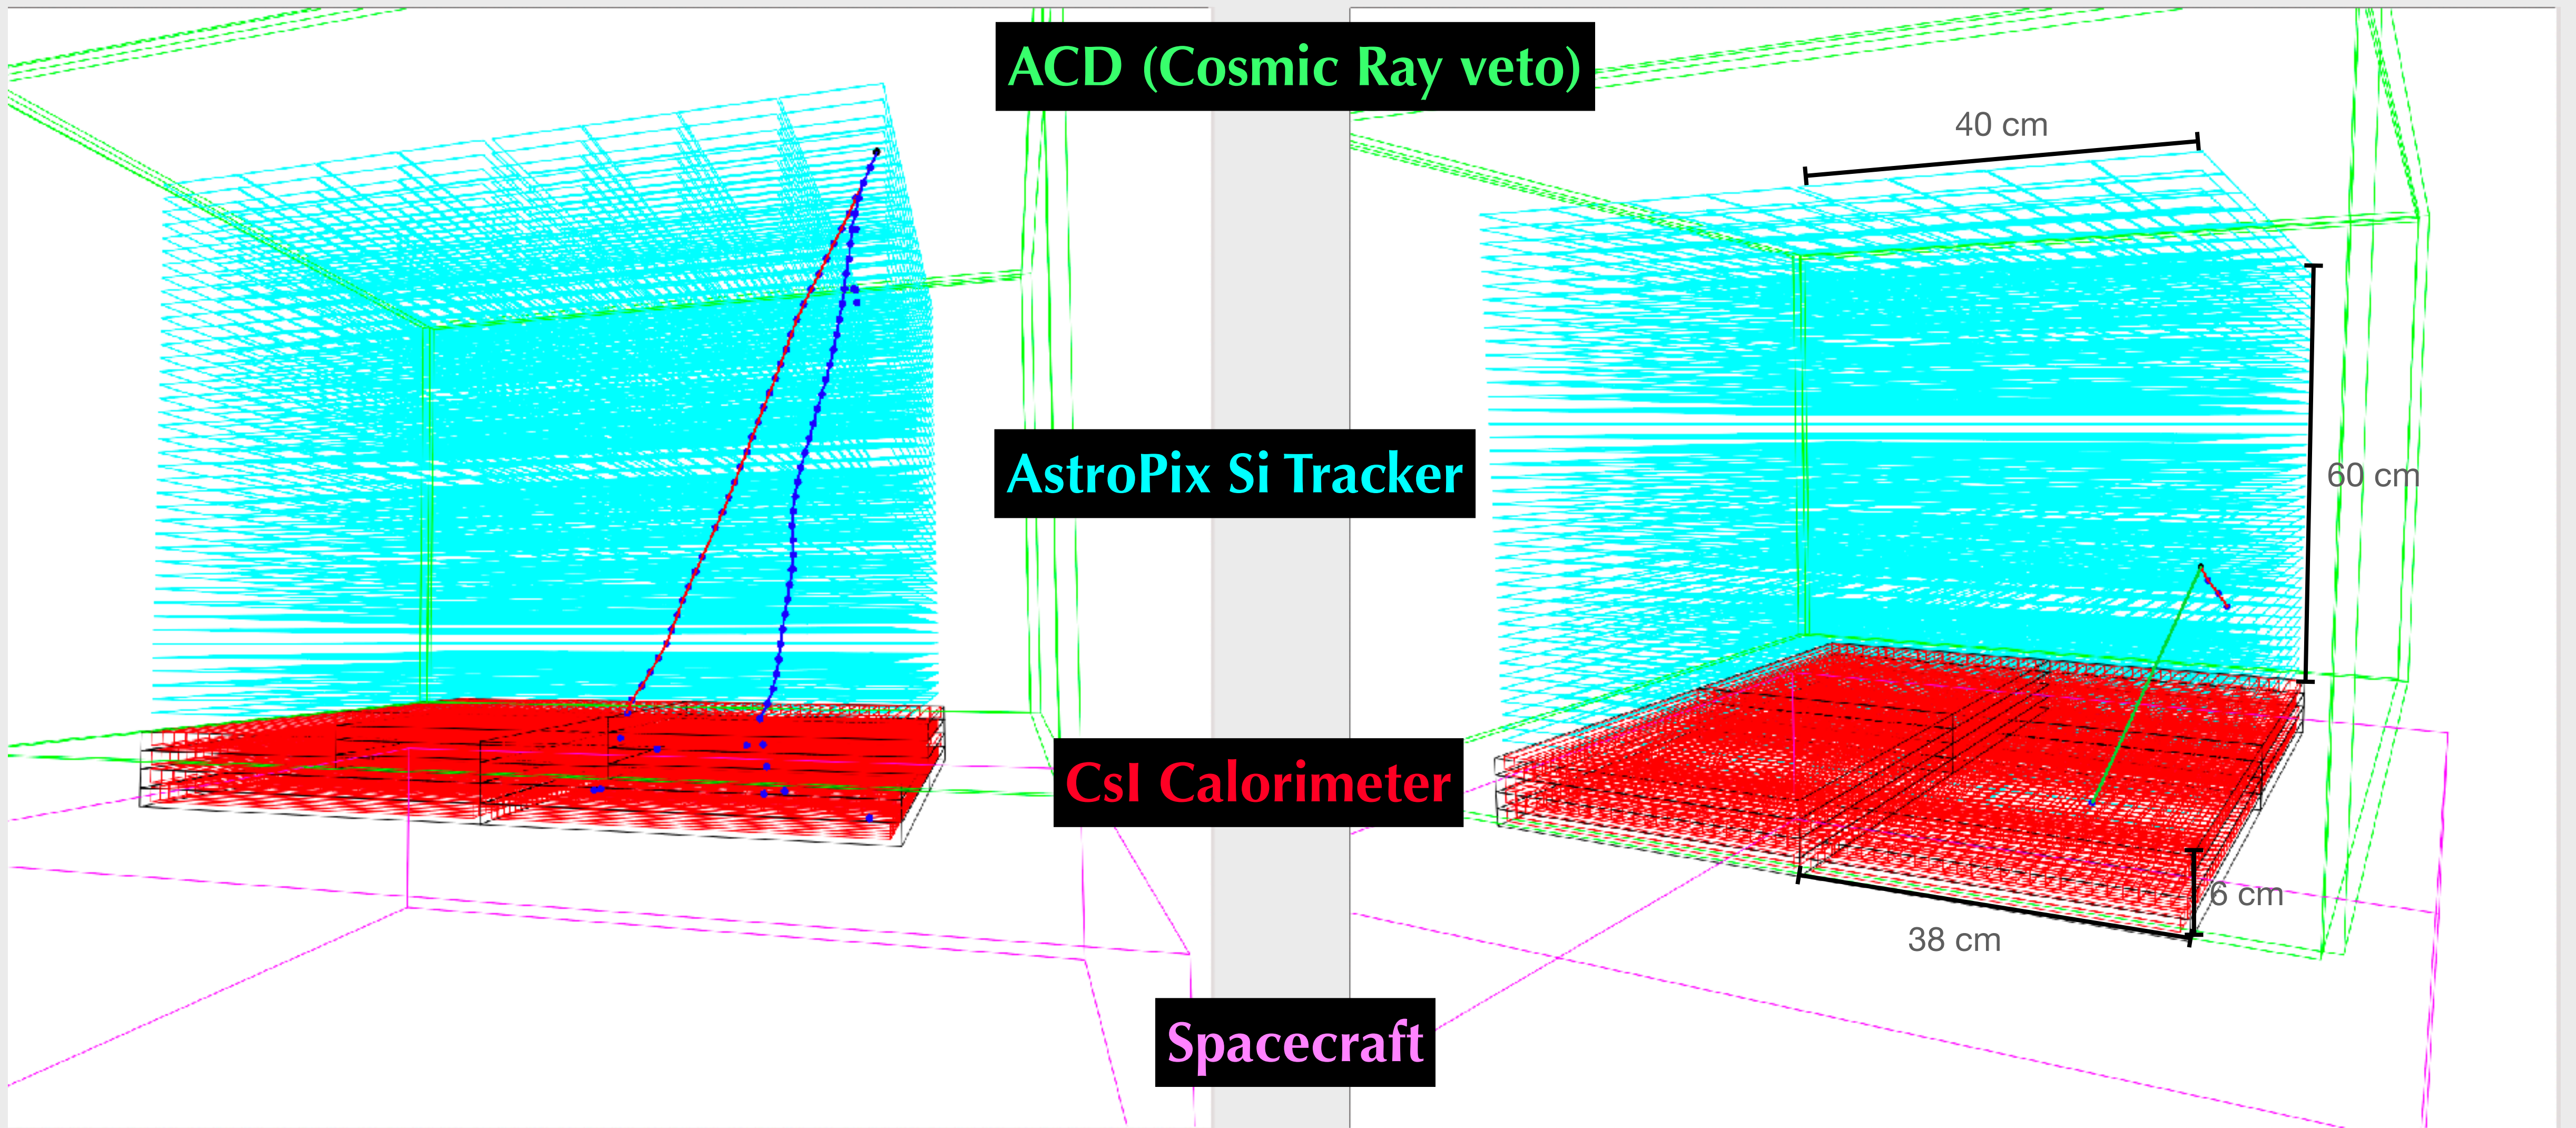 ACD (Cosmic Ray veto)
40 cm
AstroPix Si Tracker
60 cm
CsI Calorimeter
6 cm
38 cm
Spacecraft